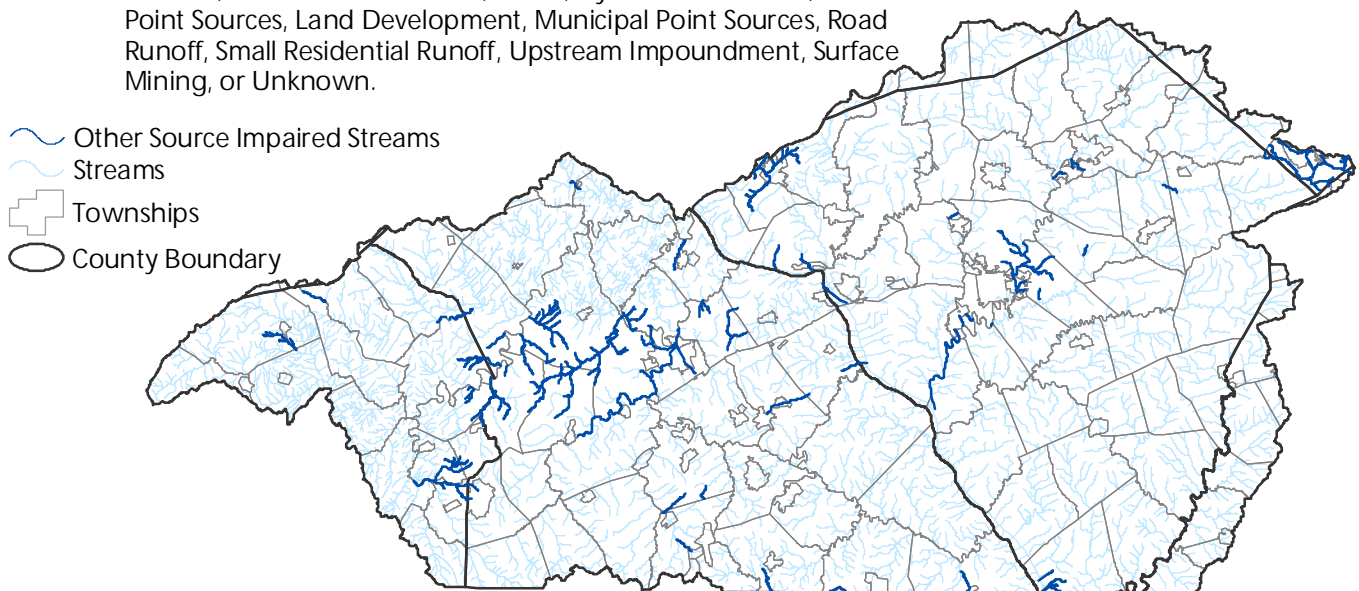 Point Sources, Land Development, Municipal Point Sources, Road
Runoff, Small Residential Runoff, Upstream Impoundment, Surface
Mining, or Unknown.
Other Source Impaired Streams
Streams
Townships
County Boundary